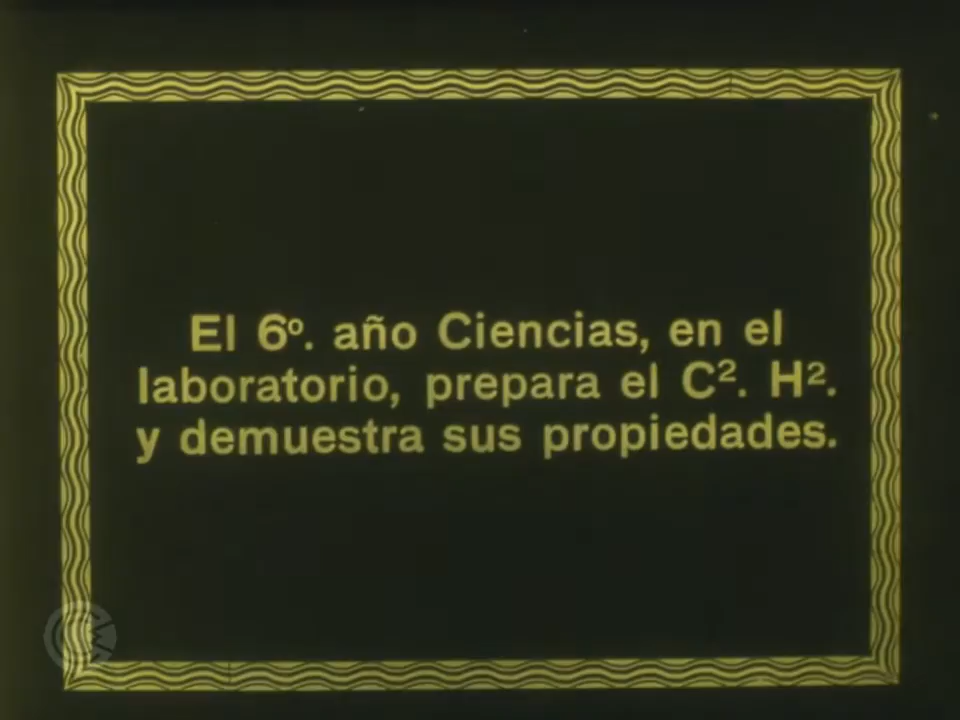 El 6º. año Ciencias, en el
laboratorio, prepara el C². H².
y demuestra sus propiedades.